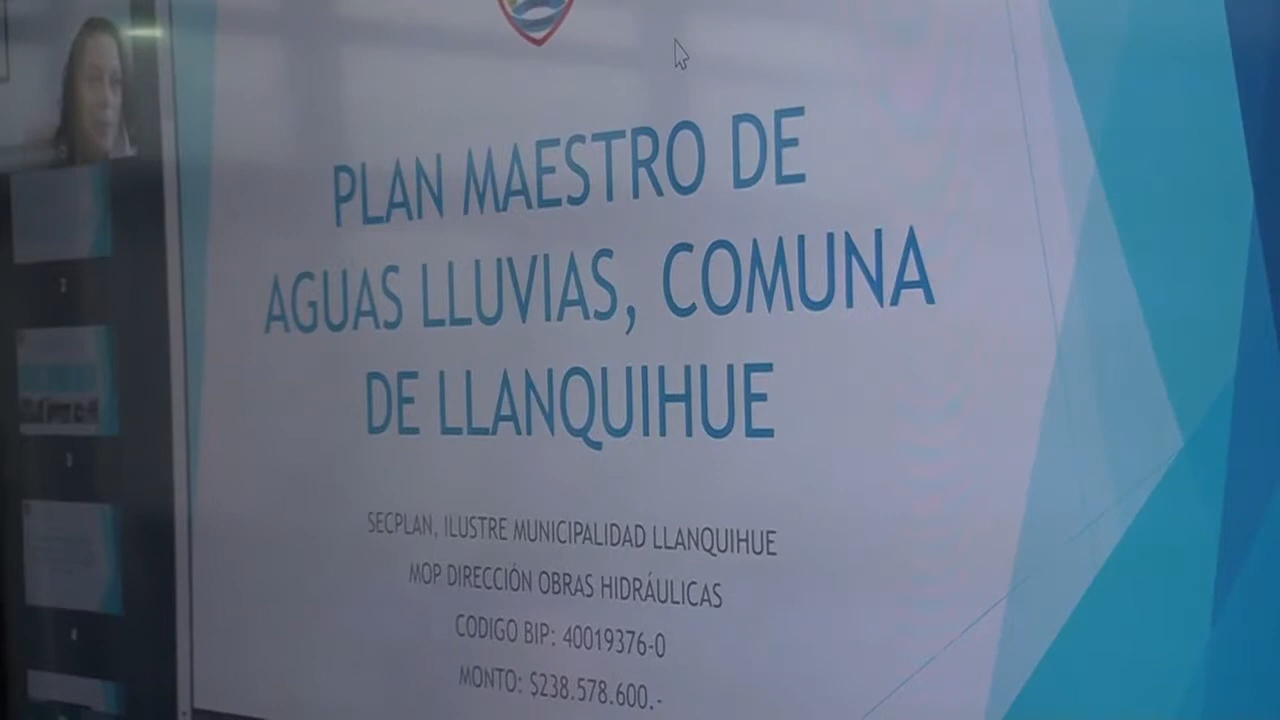 PLAN MAESTRO DE
AGUAS LLUVIAS, COMUNA
DE LLANQUIHUE
SECPLAN, ILUSTRE MUNICIPALIDAD LLANQUIHUE
MOP DIRECCIÓN OBRAS HIDRÁULICAS
CODIGO BIP: 40019376-0
MONTO: $238.578.600.-